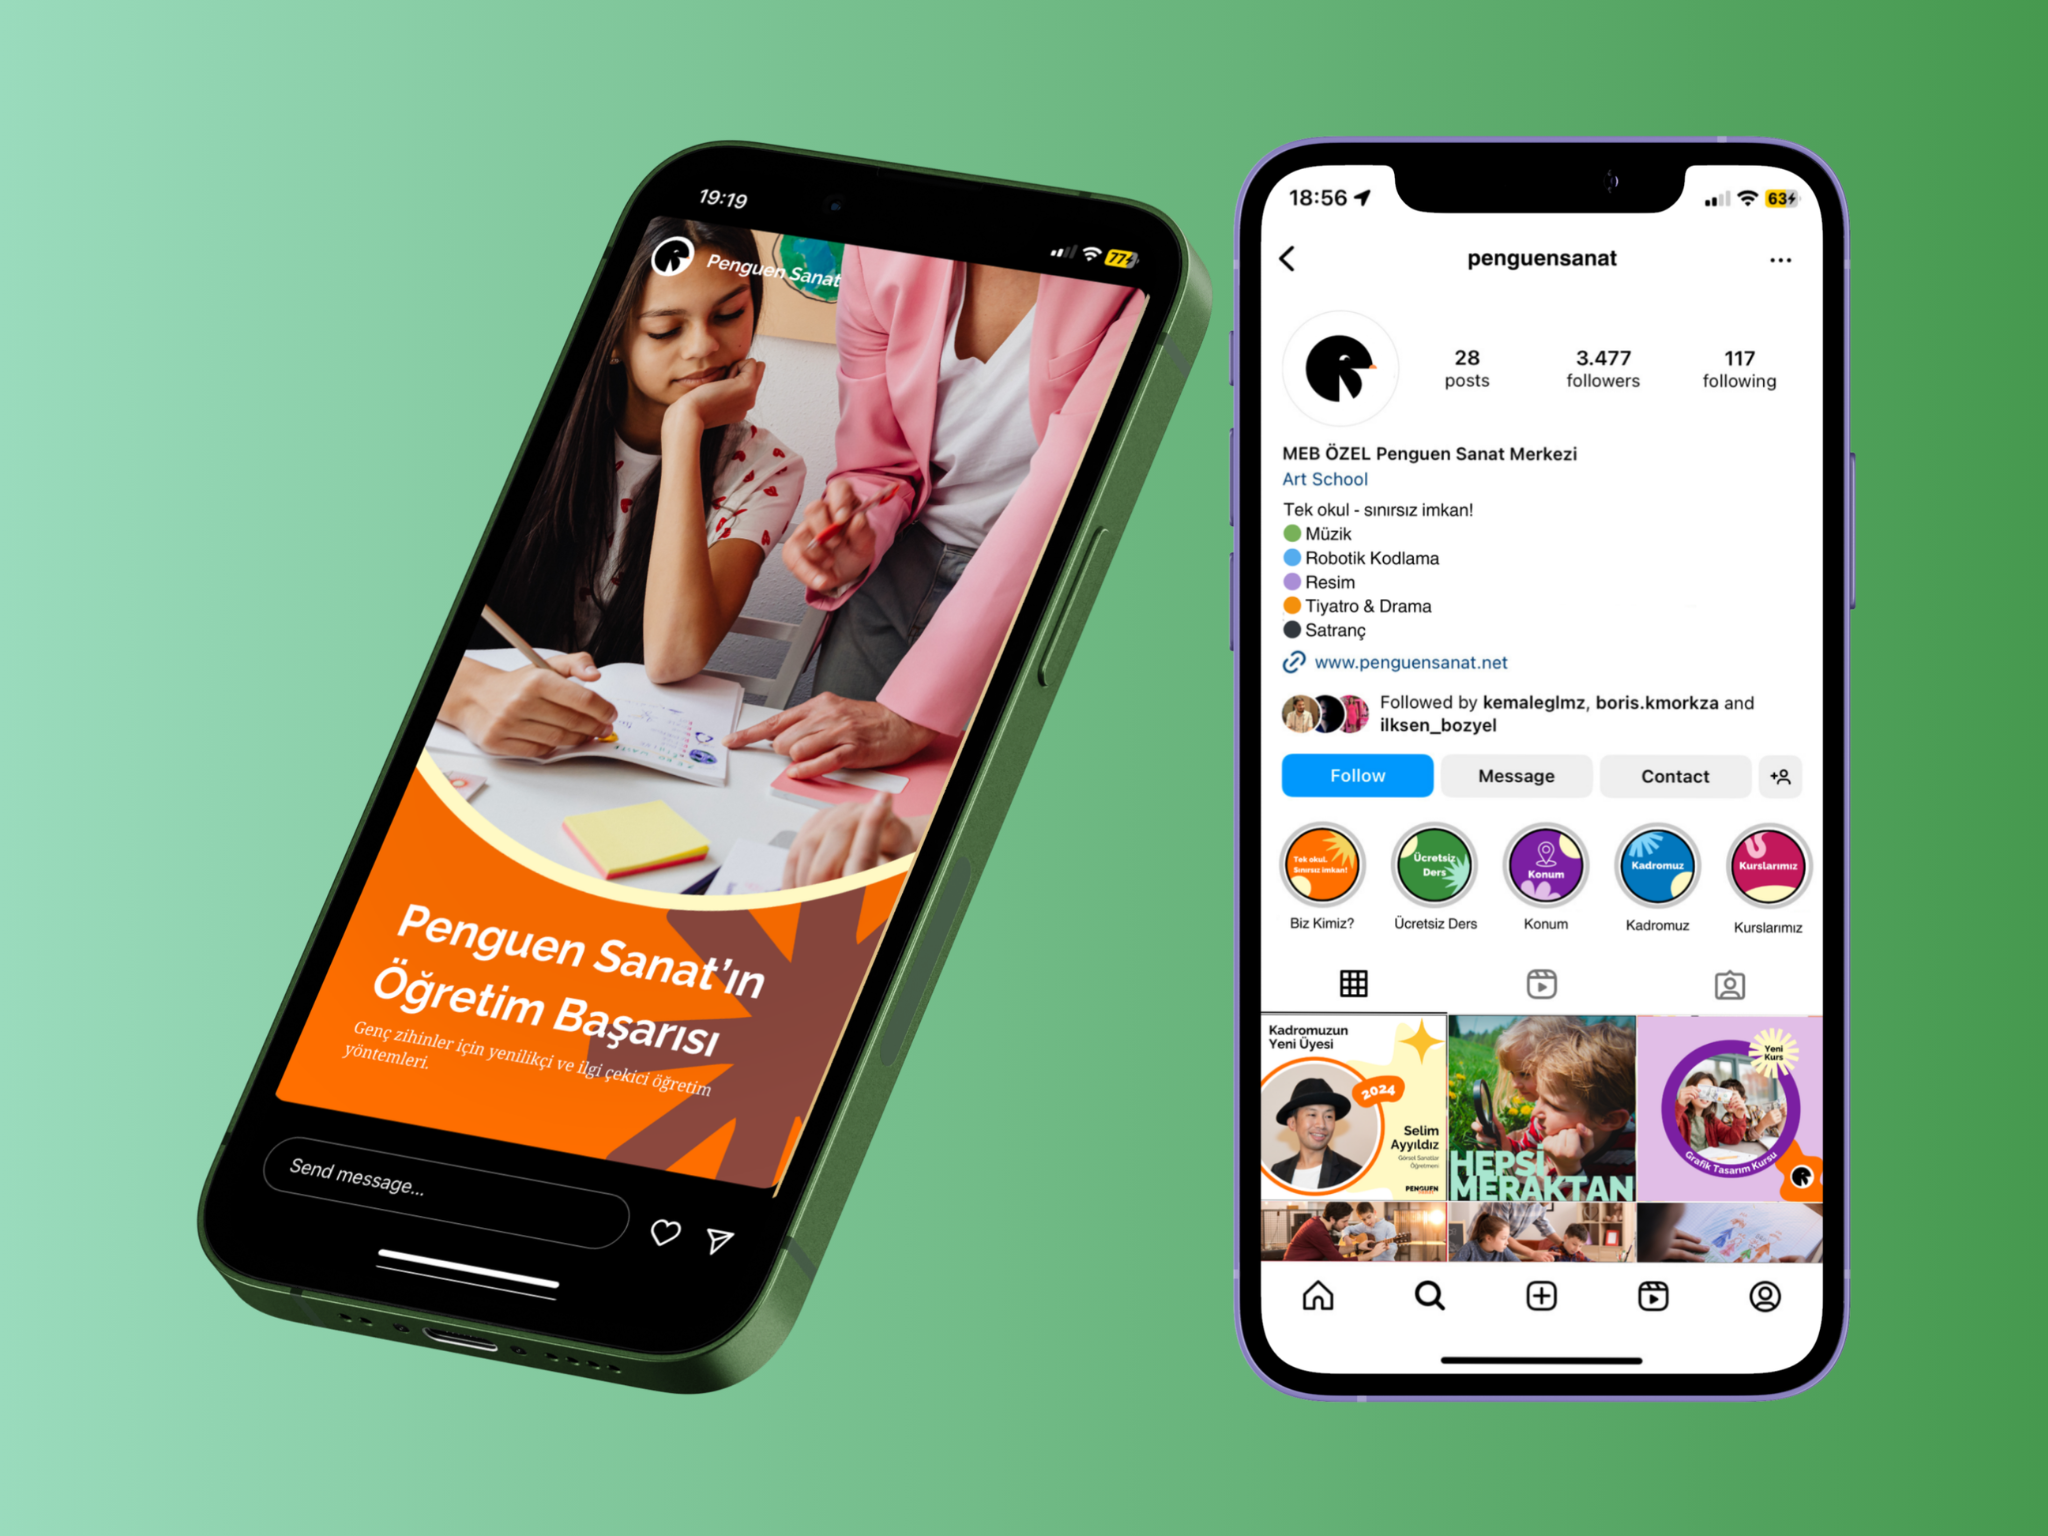 19:19
77
Penguen Sanat
Penguen Sanat’ın
Öğretim Başarısı
Genç zihinler için yenilikçi ve ilgi çekici öğretim
yöntemleri.
Send message...
18:56
63
penguensanat
28
posts
3.477
followers
117
following
MEB ÖZEL Penguen Sanat Merkezi
Art School
Tek okul - sınırsız imkan!
Müzik
Robotik Kodlama
Resim
Tiyatro & Drama
Satranç
www.penguensanat.net
Followed by kemaleglmz, boris.kmorkza and
ilksen_bozyel
Follow
Message
Contact
Tek okul.
Sınırsız imkan!
Ücretsiz
Ders
Konum
Kadromuz
Kurslarımız
Biz Kimiz?
Ücretsiz Ders
Konum
Kadromuz
Kurslarımız
Kadromuzun
Yeni Üyesi
2024
Selim
Ayyıldız
Görsel Sanatlar
Öğretmeni
PENGUEN
HEPSİ
MERAKTAN
Yeni
Kurs
Grafik Tasarım Kursu